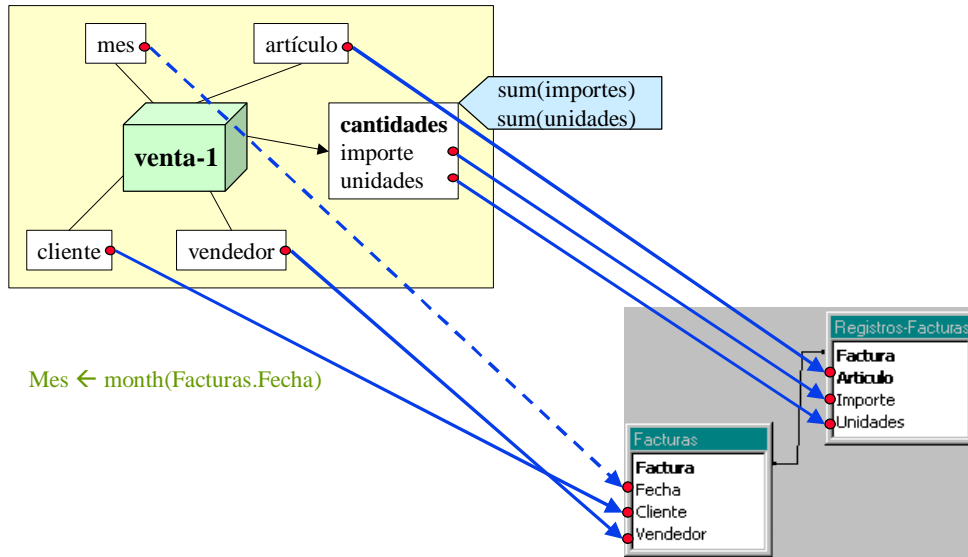 mes
artículo
sum(importes)
sum(unidades)
cantidades
importe
unidades
venta-1
cliente
vendedor
Mes ← month(Facturas.Fecha)
Registros-Facturas
Factura
Articulo
Importe
Unidades
Facturas
Factura
Fecha
Cliente
Vendedor